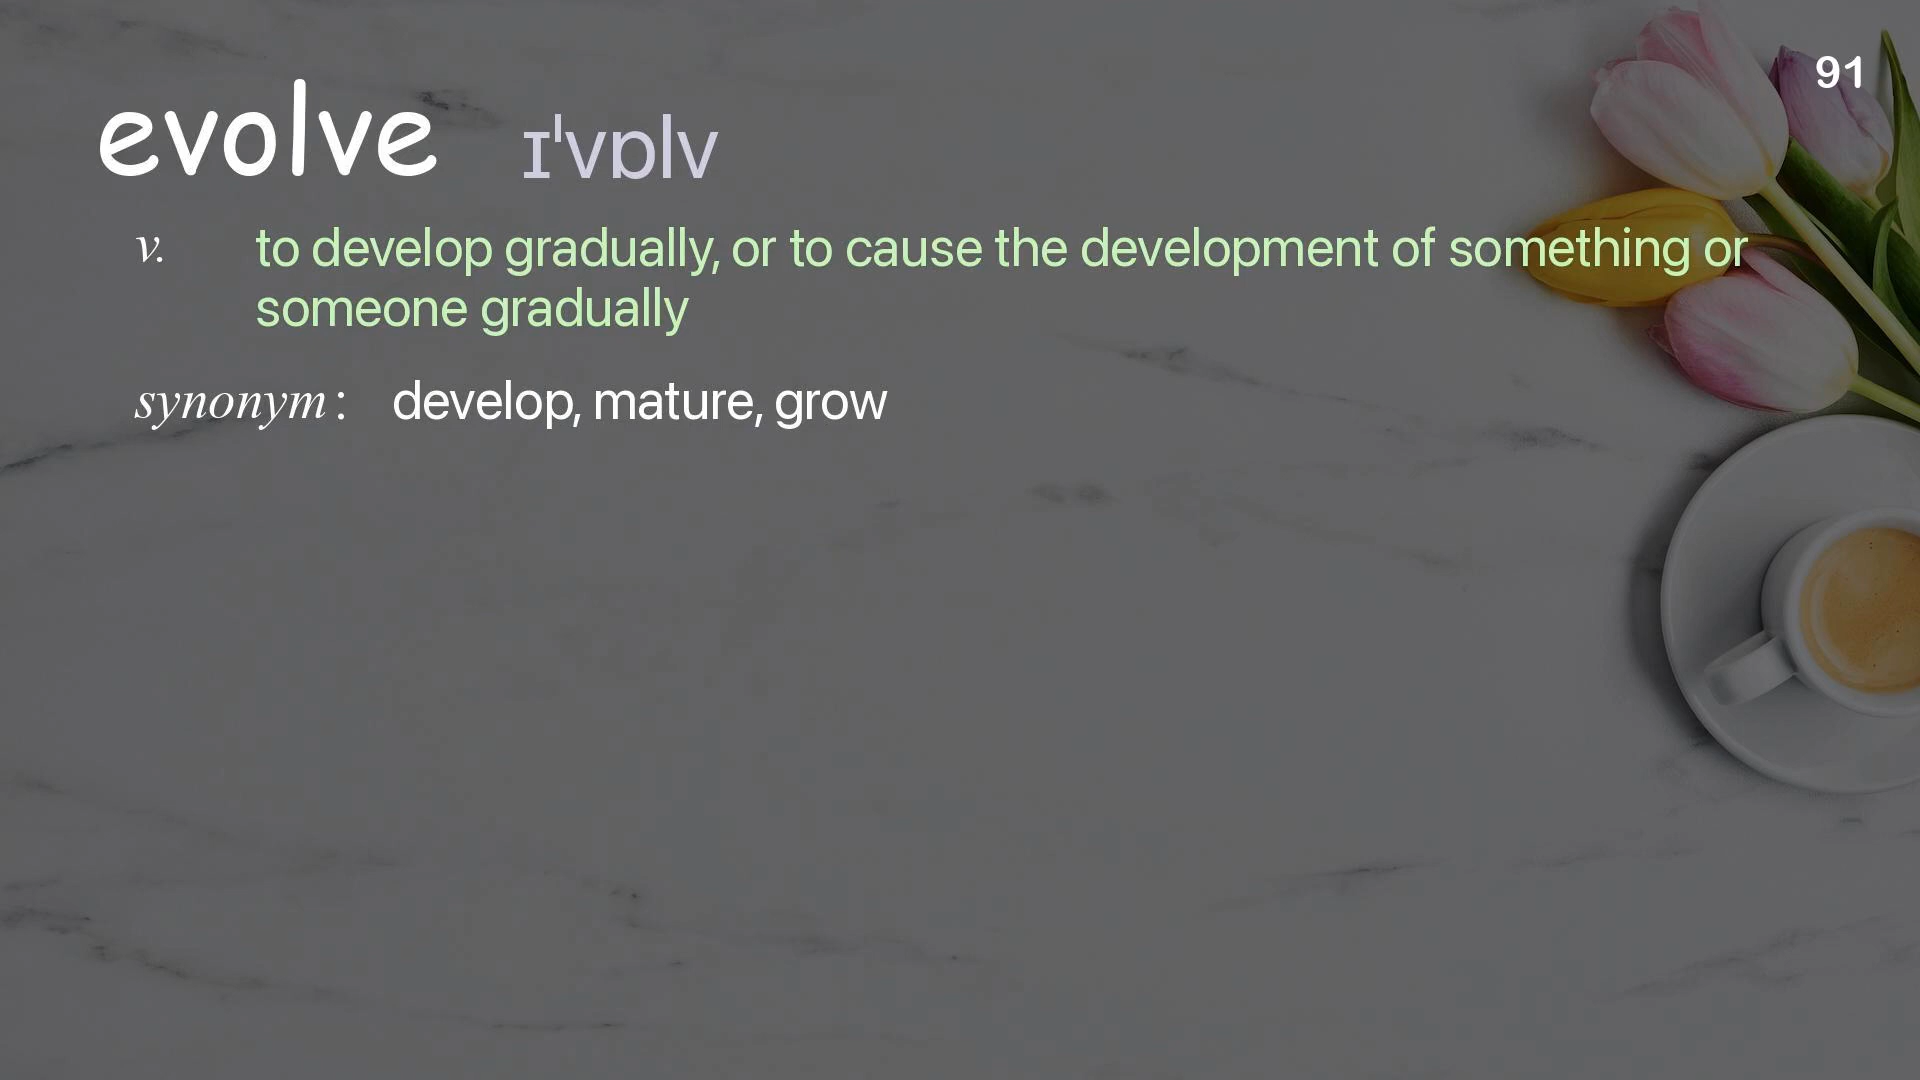 91
evolve ɪˈvɒlv
v. to develop gradually, or to cause the development of something or
someone gradually
synonym : develop, mature, grow